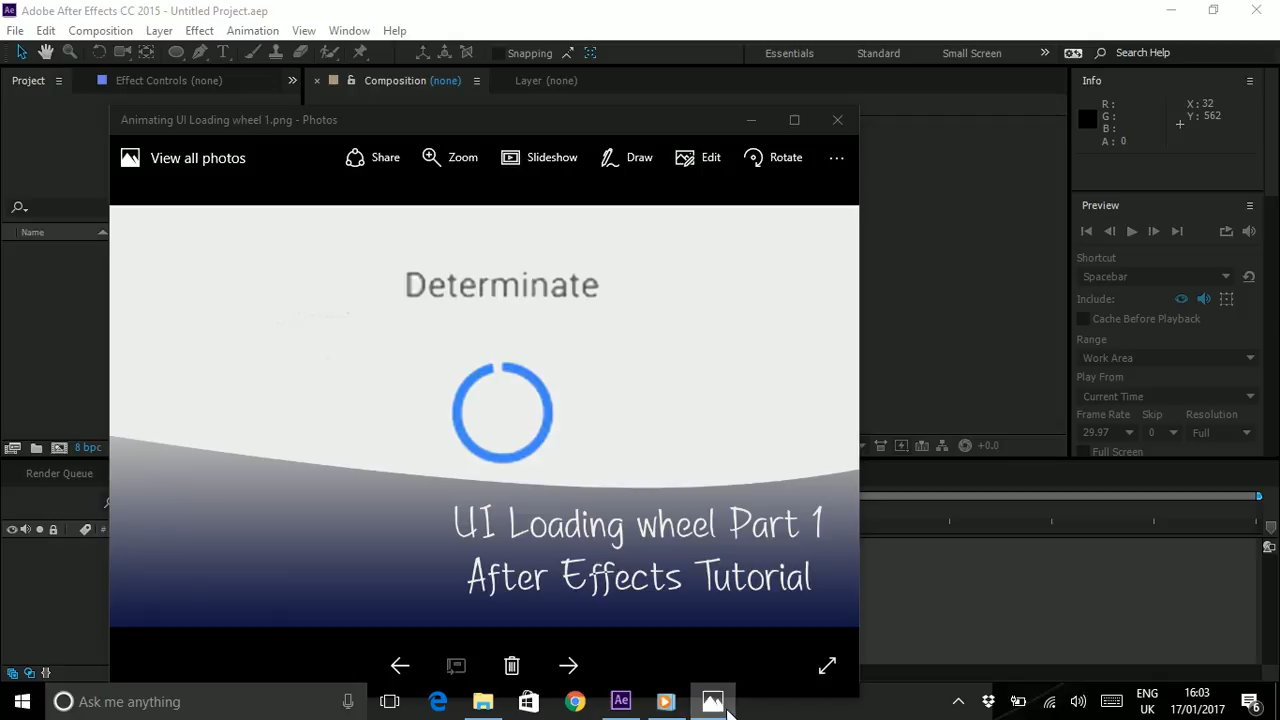 Adobe After Effects CC 2015 - Untitled Project.aep
File Edit Composition Layer Effect Animation View Window Help
Snapping Essentials Standard Small Screen Search Help
Project Effect Controls (none) Composition (none) Layer (none) Info
R: X: 32
G: Y: 562
B:
A: 0
Animating UI Loading wheel 1.png - Photos
View all photos Share Zoom Slideshow Draw Edit Rotate
Preview
Name
Shortcut
Spacebar
Include:
Cache Before Playback
Range
Work Area
Play From
Current Time
Frame Rate Skip Resolution
29.97 0 Full
Full Screen
8 bpc +0.0
Render Queue
#
Determinate
UI Loading wheel Part 1
After Effects Tutorial
Ask me anything
Ae
ENG 16:03
UK 17/01/2017
6